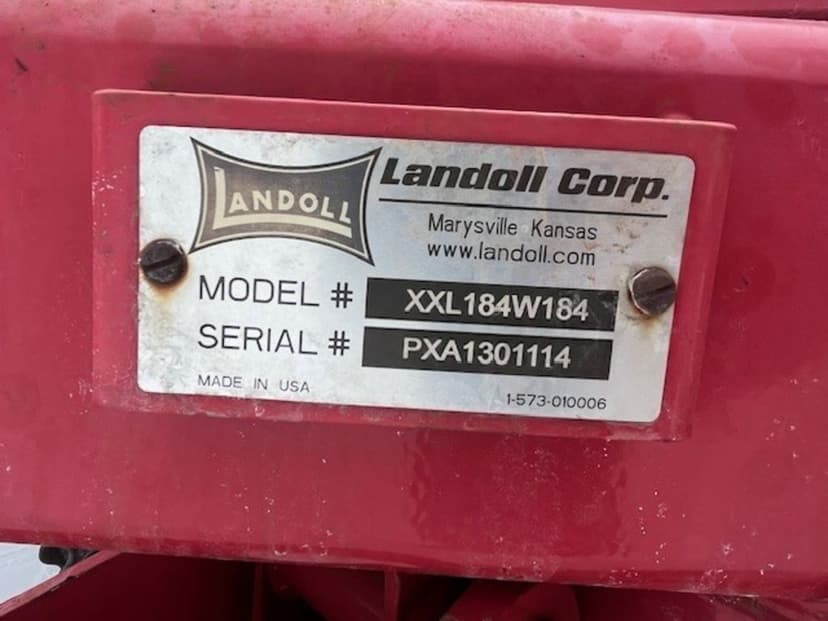 LANDOLL
Landoll Corp.
Marysville Kansas
www.landoll.com
MODEL # XXL184W184
SERIAL # PXA1301114
MADE IN USA
1-573-010006